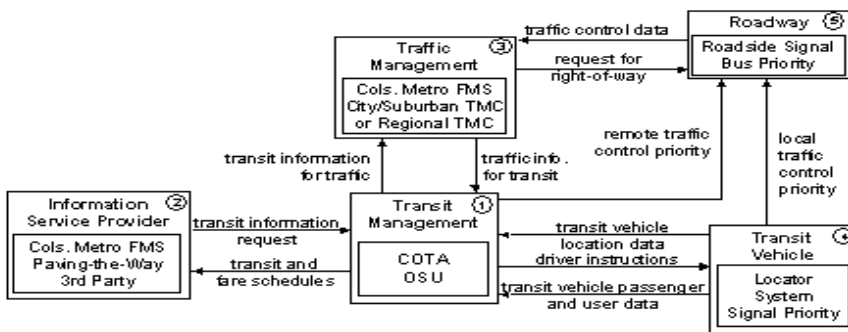 Traffic
Management
3
Cols. Metro FMS
City/Suburban TMC
or Regional TMC
traffic control data
request for
right-of-way
Roadway
5
Roadside Signal
Bus Priority
transit information
for traffic
traffic info.
for transit
remote traffic
control priority
local
traffic
control
priority
Information
Service Provider
2
Cols. Metro FMS
Paving-the-Way
3rd Party
transit information
request
transit and
fare schedules
Transit
Management
1
COTA
OSU
transit vehicle
location data
driver instructions
transit vehicle passenger
and user data
Transit
Vehicle
4
Locator
System
Signal Priority